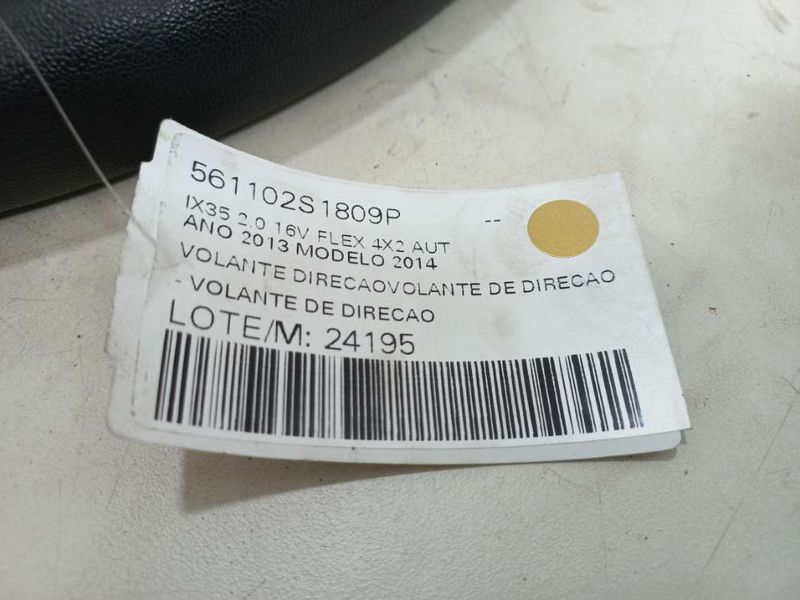 561102S1809P --
IX35 2.0 16V FLEX 4X2 AUT.
ANO 2013 MODELO 2014
VOLANTE DIRECAOVOLANTE DE DIRECAO
- VOLANTE DE DIRECAO
LOTE/M: 24195